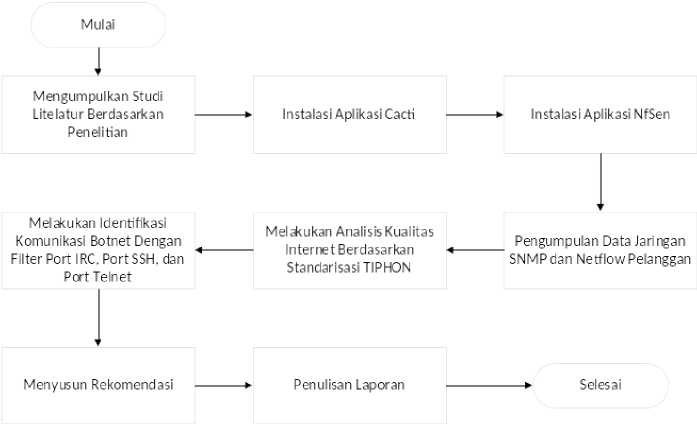 Mulai
Mengumpulkan Studi
Litelatur Berdasarkan
Penelitian
Instalasi Aplikasi Cacti
Instalasi Aplikasi NfSen
Pengumpulan Data Jaringan
SNMP dan Netflow Pelanggan
Melakukan Analisis Kualitas
Internet Berdasarkan
Standarisasi TIPHON
Melakukan Identifikasi
Komunikasi Botnet Dengan
Filter Port IRC, Port SSH, dan
Port Telnet
Menyusun Rekomendasi
Penulisan Laporan
Selesai